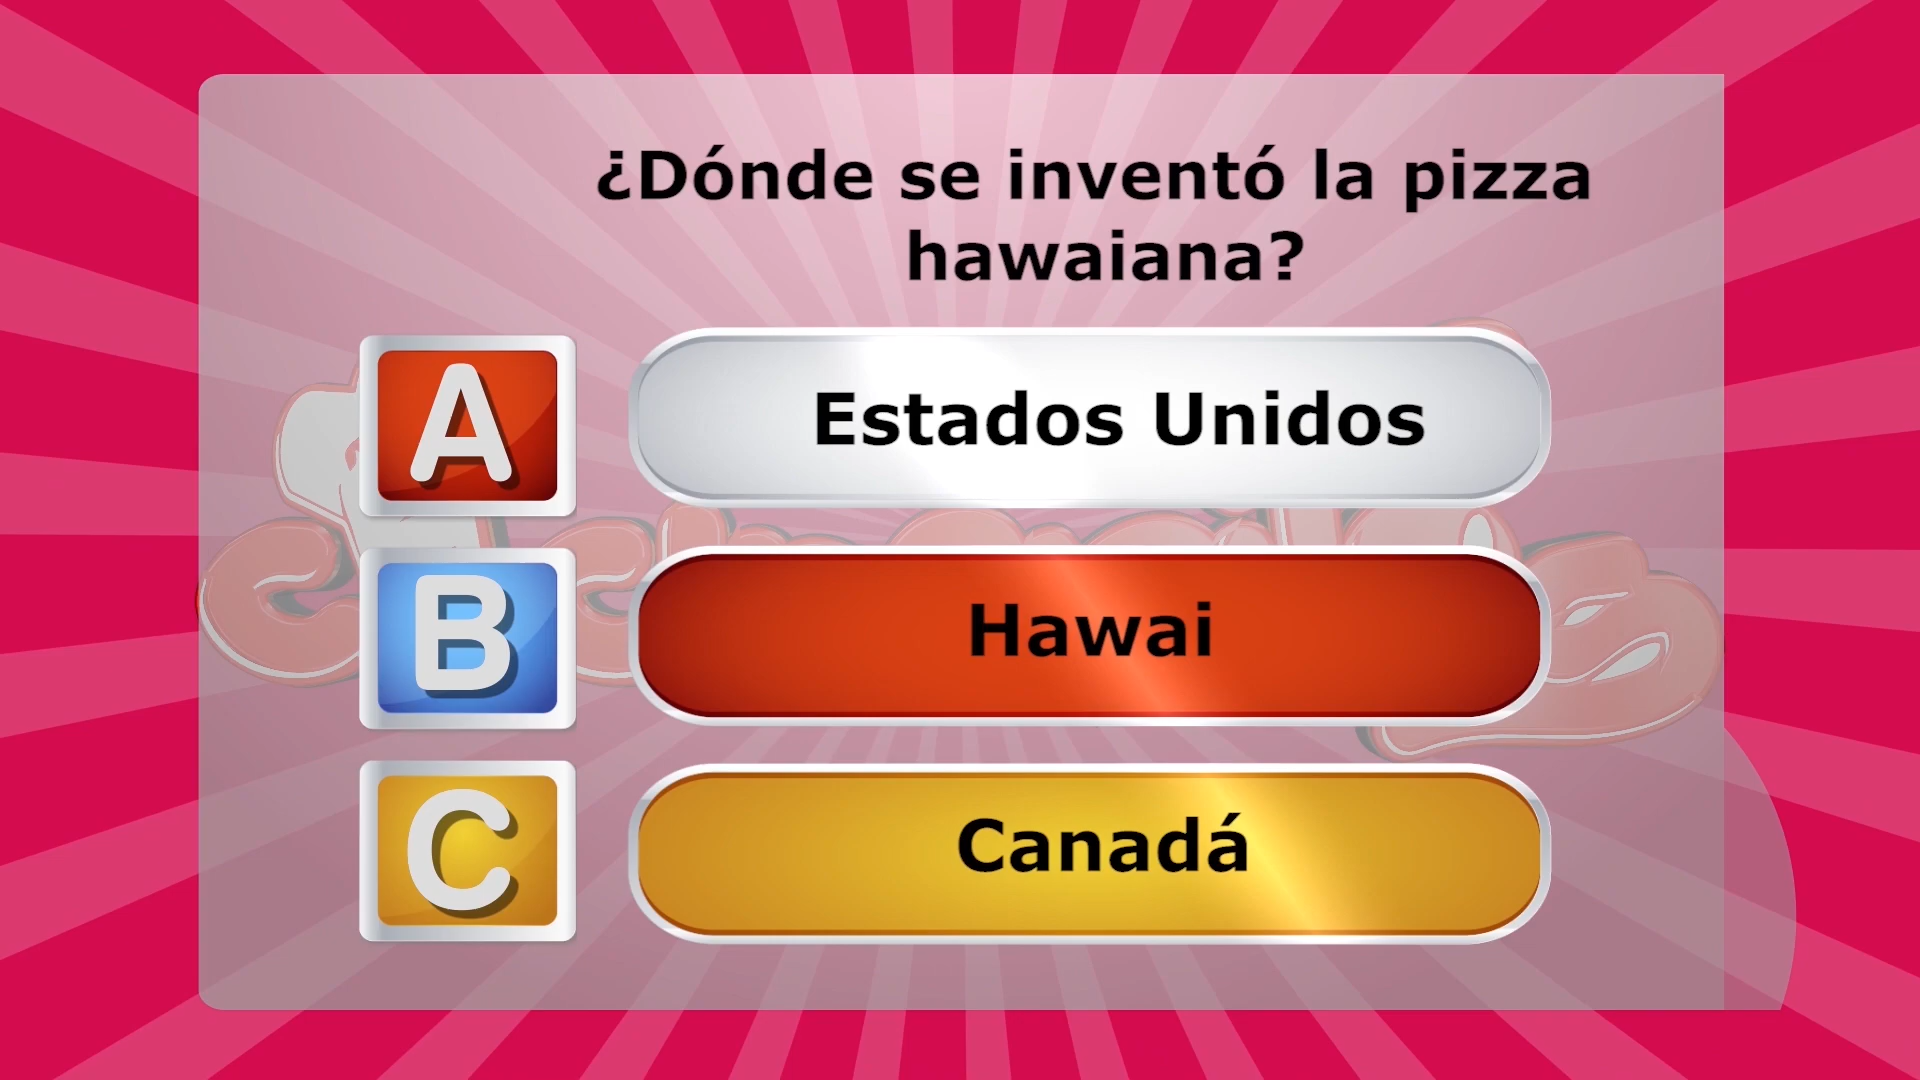 ¿Dónde se inventó la pizza
hawaiana?
A
Estados Unidos
B
Hawai
C
Canadá